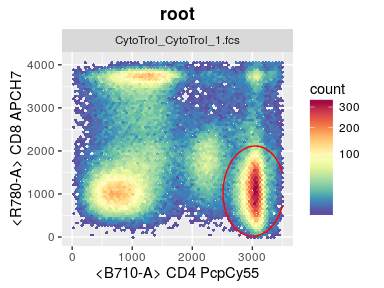 root
CytoTrol_CytoTrol_1.fcs
<R780-A> CD8 APCH7
4000
3000
2000
1000
0
0 1000 2000 3000
<B710-A> CD4 PcpCy55
count
300
200
100